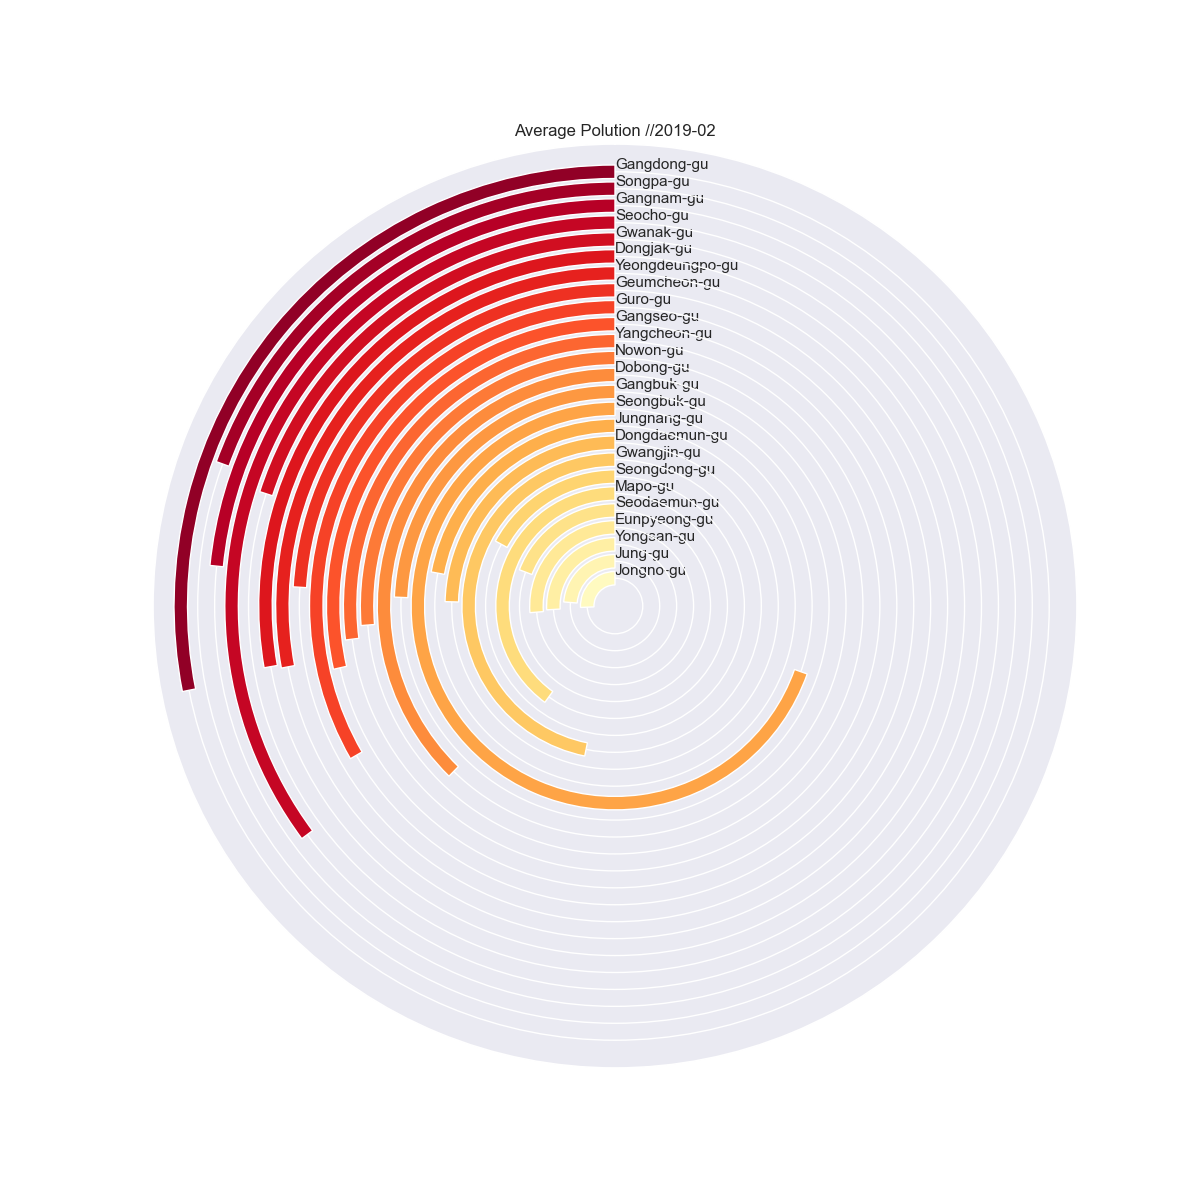 Average Polution //2019-02
Gangdong-gu
Songpa-gu
Gangnam-gu
Seocho-gu
Gwanak-gu
Dongjak-gu
Yeongdeungpo-gu
Geumcheon-gu
Guro-gu
Gangseo-gu
Yangcheon-gu
Nowon-gu
Dobong-gu
Gangbuk-gu
Seongbuk-gu
Jungnang-gu
Dongdaemun-gu
Gwangjin-gu
Seongdong-gu
Mapo-gu
Seodaemun-gu
Eunpyeong-gu
Yongsan-gu
Jung-gu
Jongno-gu